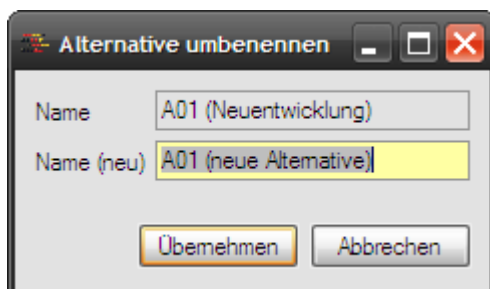 Alternative umbenennen
Name A01 (Neuentwicklung)
Name (neu) A01 (neue Alternative)
Übernehmen Abbrechen